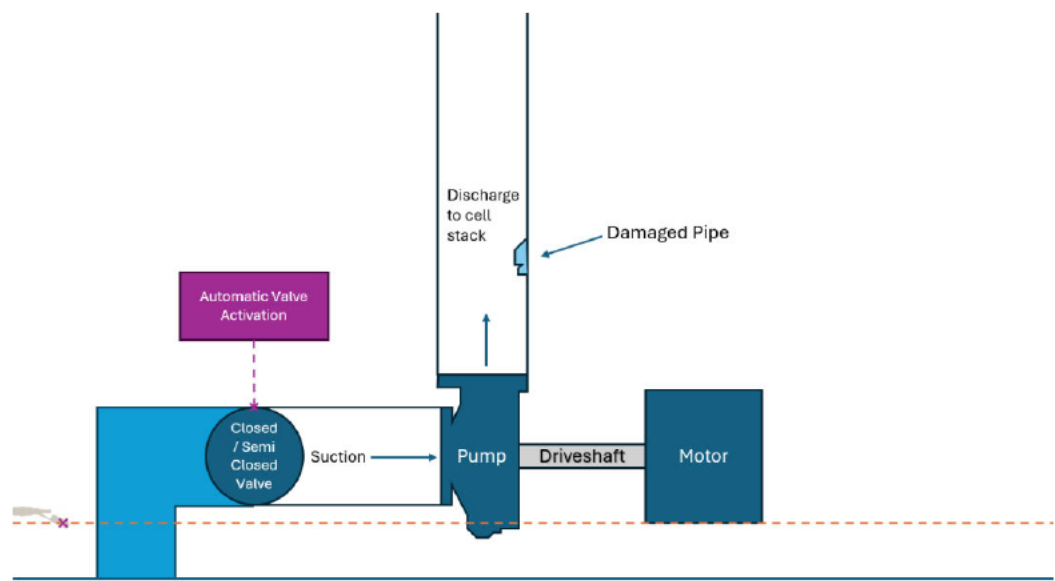 Discharge
to cell
stack
Damaged Pipe
Automatic Valve
Activation
Closed
/ Semi
Closed
Valve
Suction
Pump
Driveshaft
Motor